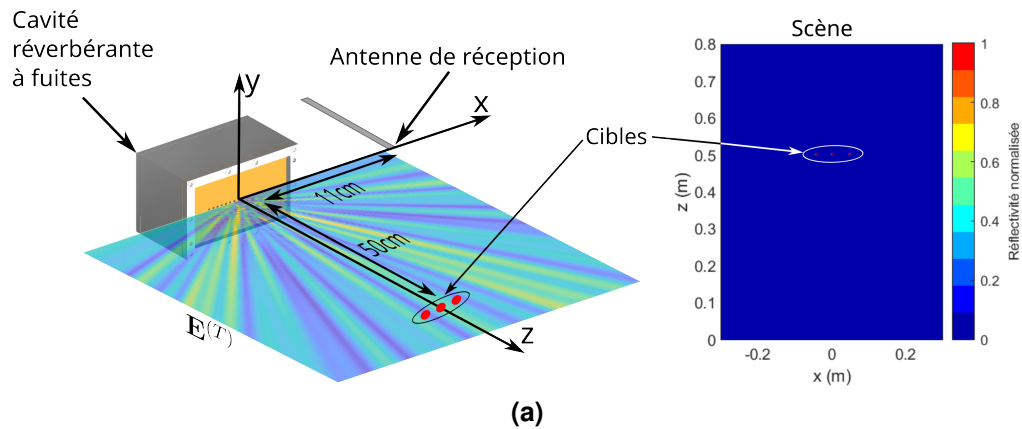 Cavité
réverbérante
à fuites
Antenne de réception
y
x
11cm
50cm
z
E(T)
Cibles
Scène
0.8
0.7
0.6
0.5
0.4
0.3
0.2
0.1
0
z (m)
-0.2
0
0.2
x (m)
1
0.8
0.6
0.4
0.2
0
Réflectivité normalisée
(a)